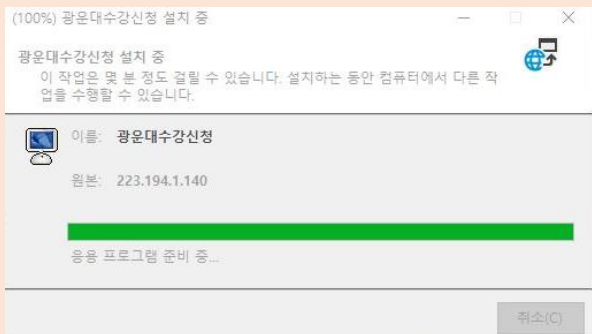 (100%) 광운대수강신청 설치 중
광운대수강신청 설치 중
이 작업은 몇 분 정도 걸릴 수 있습니다. 설치하는 동안 컴퓨터에서 다른 작
업을 수행할 수 있습니다.
이름: 광운대수강신청
원본: 223.194.1.140
응용 프로그램 준비 중...
취소(C)